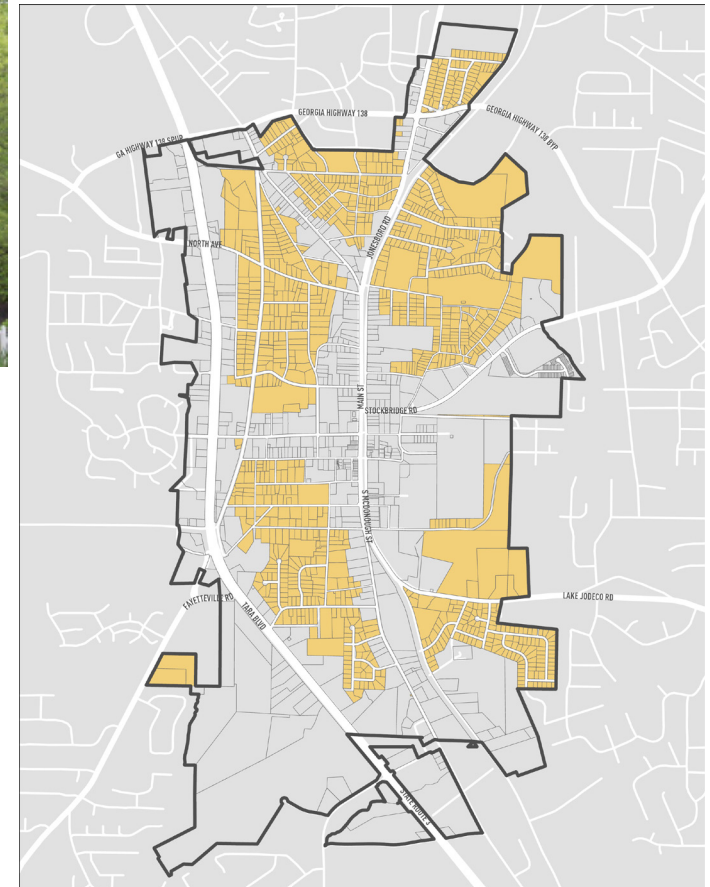 GEORGIA HIGHWAY 138
GEORGIA HIGHWAY 138 BYP
GA HIGHWAY 138 SPUR
JONESBORO RD
NORTH AVE
MAIN ST
STOCKBRIDGE RD
S MCDONOUGH ST
FAYETTEVILLE RD
TARA BLVD
LAKE JODECO RD
STATE ROUTE 3